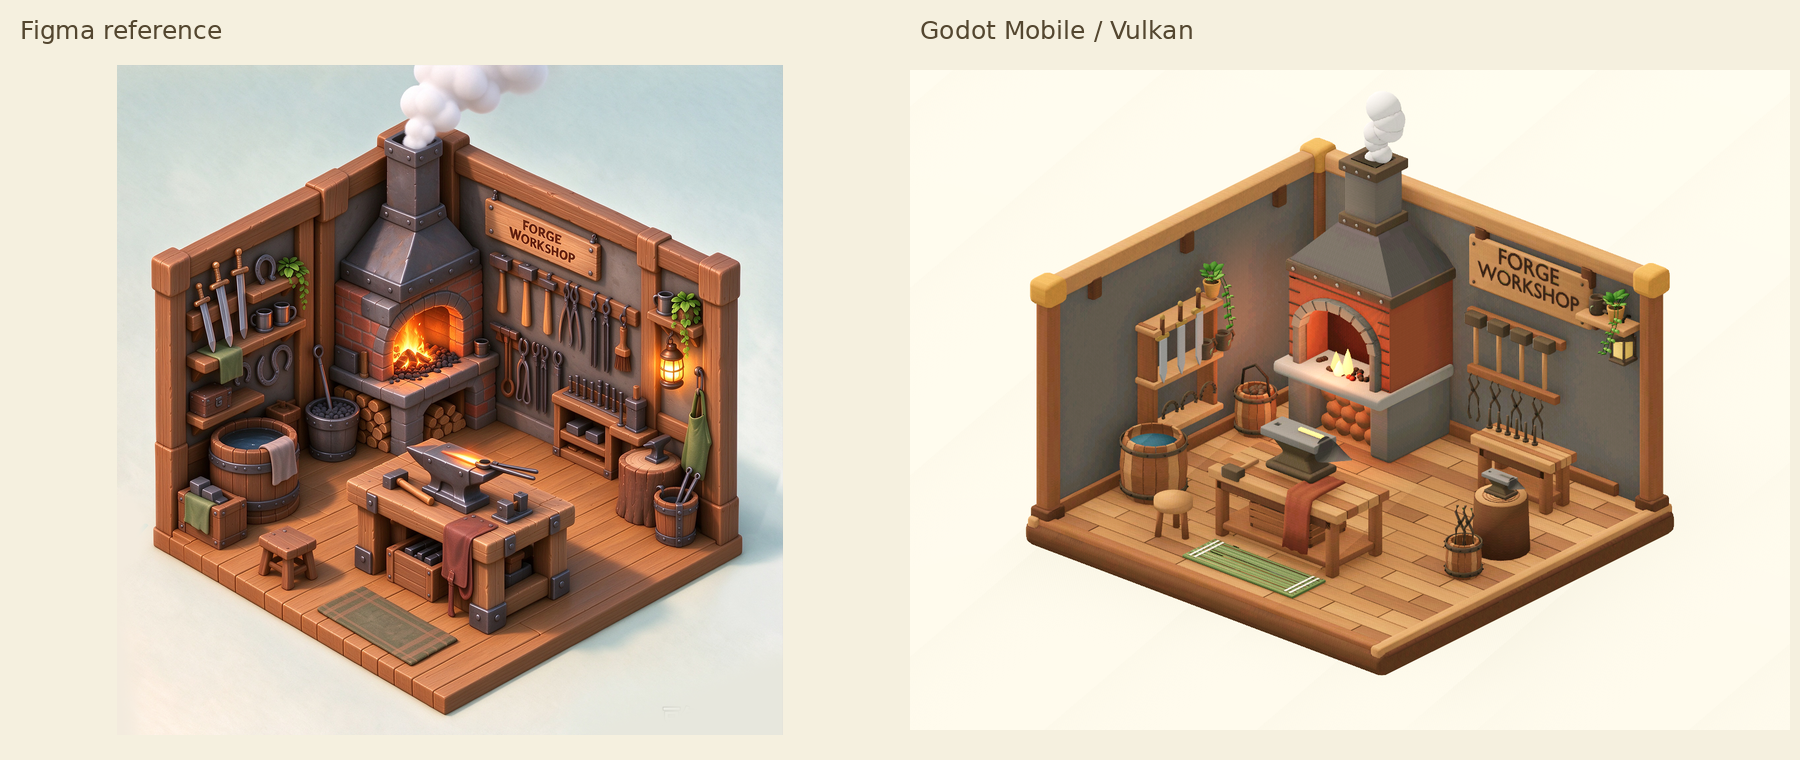 Figma reference
Godot Mobile / Vulkan
FORGE
WORKSHOP
FORGE
WORKSHOP